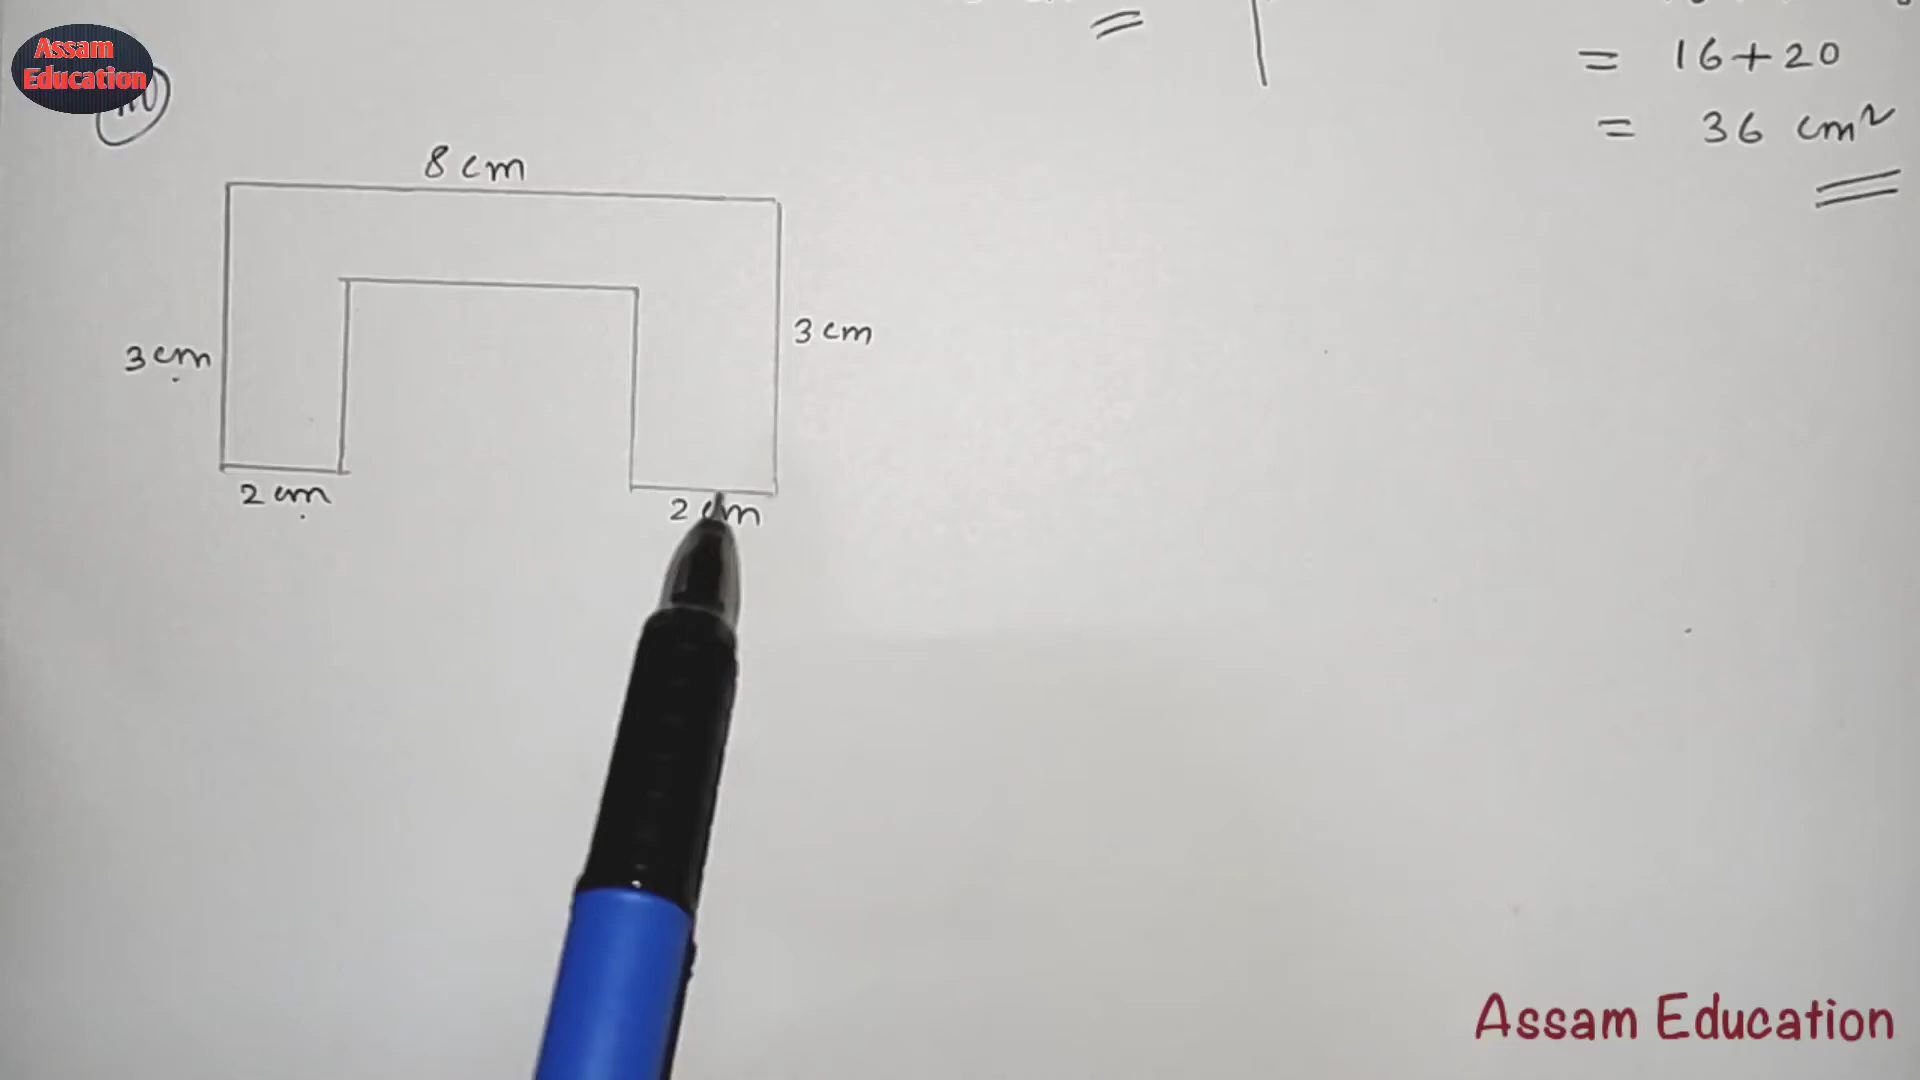 Assam
Education
= 16+20
= 36 cm²
8 cm
3 cm
3 cm
2 cm
2 cm
Assam Education